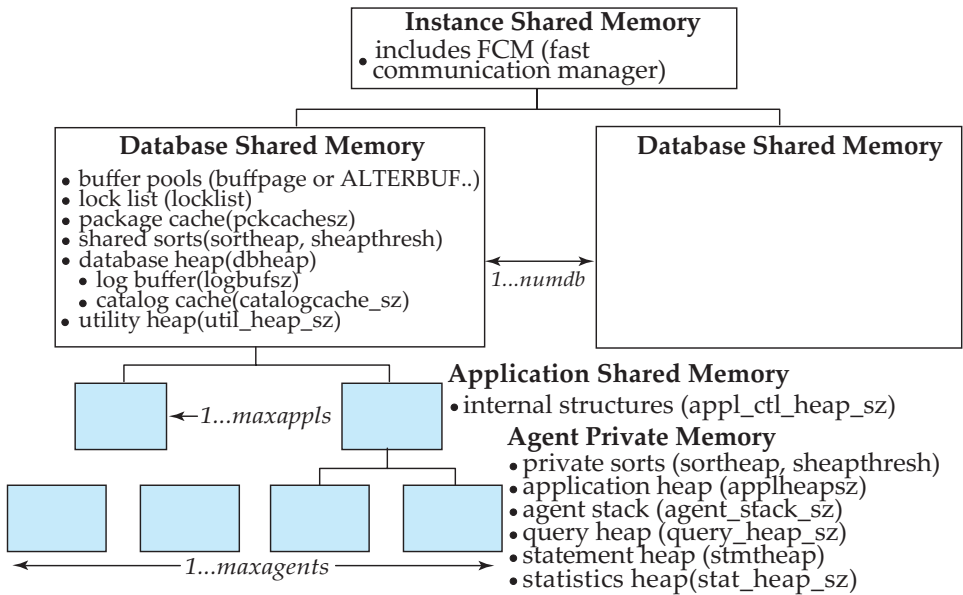 Instance Shared Memory
• includes FCM (fast
communication manager)
Database Shared Memory
• buffer pools (buffpage or ALTERBUF..)
• lock list (locklist)
• package cache(pckcachesz)
• shared sorts(sortheap, sheapthresh)
• database heap(dbheap)
• log buffer(logbufsz)
• catalog cache(catalogcache_sz)
• utility heap(util_heap_sz)
1...numdb
Database Shared Memory
1...maxappls
Application Shared Memory
• internal structures (appl_ctl_heap_sz)
Agent Private Memory
• private sorts (sortheap, sheapthresh)
• application heap (applheapsz)
• agent stack (agent_stack_sz)
• query heap (query_heap_sz)
• statement heap (stmtheap)
• statistics heap(stat_heap_sz)
1...maxagents